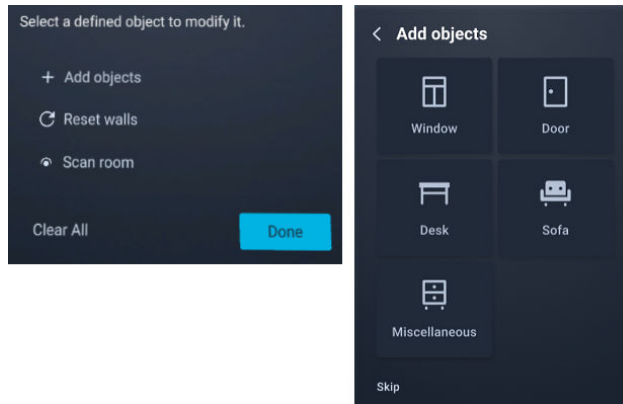 Select a defined object to modify it.
+ Add objects
Reset walls
Scan room
Clear All
Done
< Add objects
Window
Door
Desk
Sofa
Miscellaneous
Skip